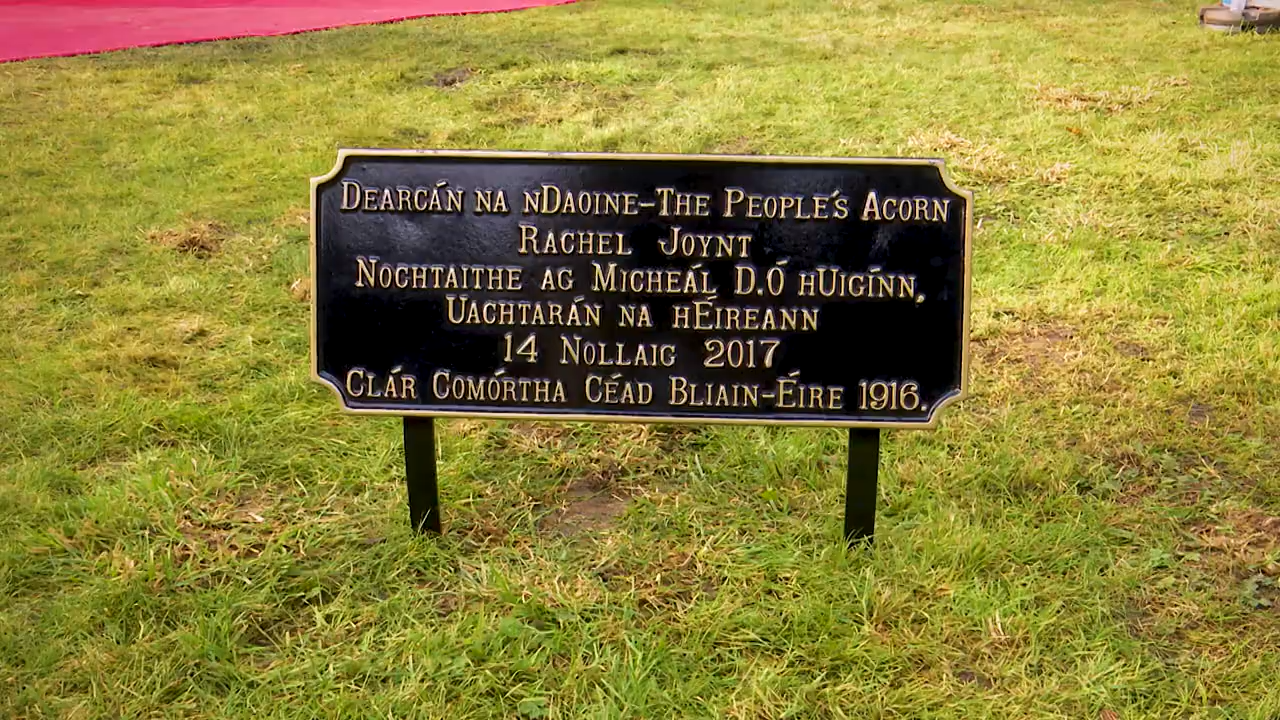 Dearcán na nDaoine-The People's Acorn
Rachel Joynt
Nochtaithe ag Micheál D.Ó hUigínn,
Uachtarán na hÉireann
14 Nollaig 2017
Clár Comórtha Céad Bliain-Éire 1916.